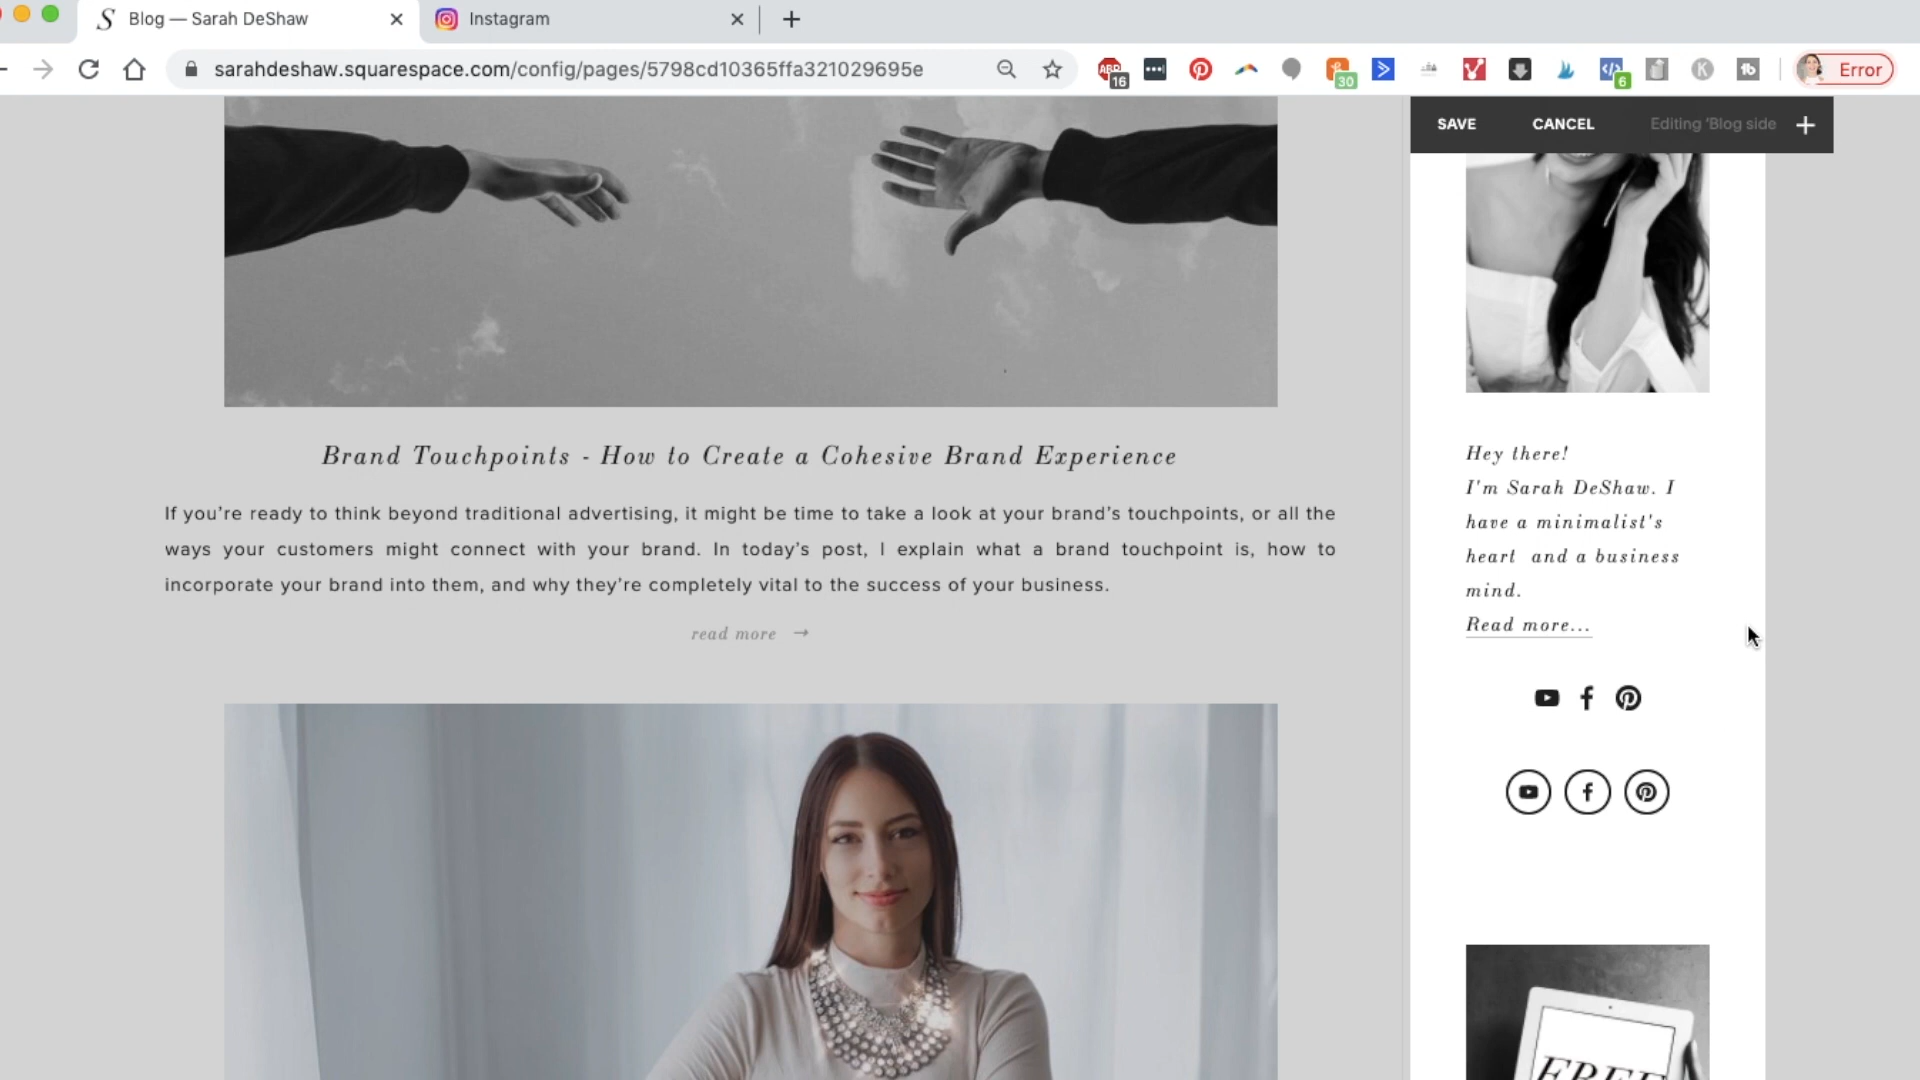 Blog — Sarah DeShaw
Instagram
sarahdeshaw.squarespace.com/config/pages/5798cd10365ffa321029695e
ABP
16
30
6
K
Error
SAVE CANCEL Editing 'Blog side
Brand Touchpoints - How to Create a Cohesive Brand Experience
If you’re ready to think beyond traditional advertising, it might be time to take a look at your brand’s touchpoints, or all the
ways your customers might connect with your brand. In today’s post, I explain what a brand touchpoint is, how to
incorporate your brand into them, and why they’re completely vital to the success of your business.
read more →
Hey there!
I'm Sarah DeShaw. I
have a minimalist's
heart and a business
mind.
Read more...
FREE